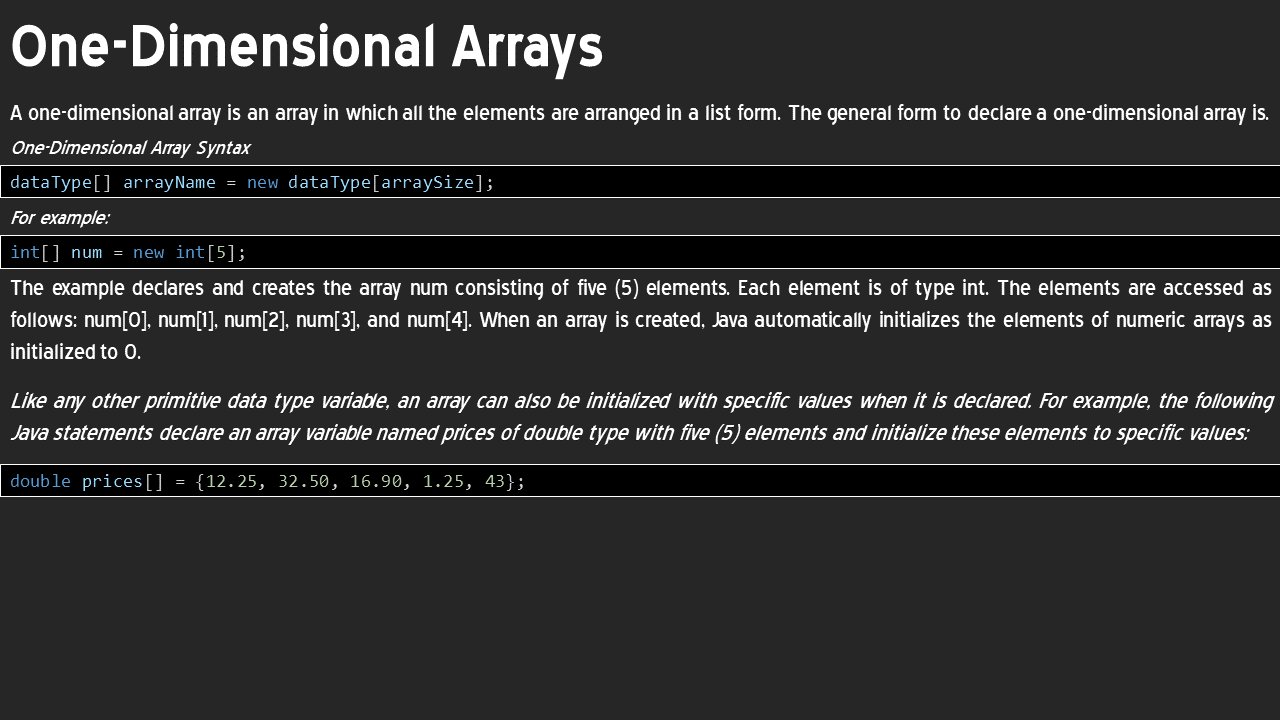 One-Dimensional Arrays
A one-dimensional array is an array in which all the elements are arranged in a list form. The general form to declare a one-dimensional array is.
One-Dimensional Array Syntax
dataType[] arrayName = new dataType[arraySize];
For example:
int[] num = new int[5];
The example declares and creates the array num consisting of five (5) elements. Each element is of type int. The elements are accessed as
follows: num[0], num[1], num[2], num[3], and num[4]. When an array is created, Java automatically initializes the elements of numeric arrays as
initialized to 0.
Like any other primitive data type variable, an array can also be initialized with specific values when it is declared. For example, the following
Java statements declare an array variable named prices of double type with five (5) elements and initialize these elements to specific values:
double prices[] = {12.25, 32.50, 16.90, 1.25, 43};